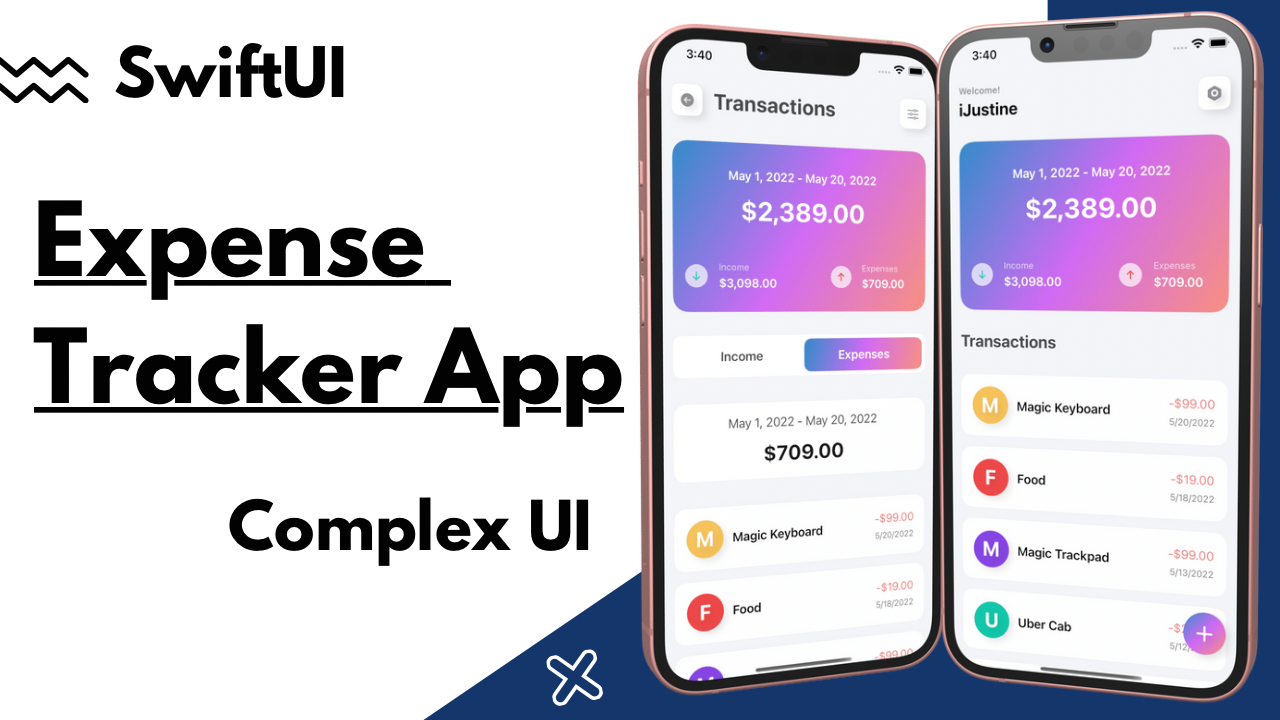 SwiftUI
Expense
Tracker App
Complex UI
3:40
Transactions
May 1, 2022 - May 20, 2022
$2,389.00
Income
$3,098.00
Expenses
$709.00
Income
Expenses
May 1, 2022 - May 20, 2022
$709.00
M
Magic Keyboard
-$99.00
5/20/2022
F
Food
-$19.00
5/18/2022
-$99.00
3:40
Welcome!
iJustine
May 1, 2022 - May 20, 2022
$2,389.00
Income
$3,098.00
Expenses
$709.00
Transactions
M
Magic Keyboard
-$99.00
5/20/2022
F
Food
-$19.00
5/18/2022
M
Magic Trackpad
-$99.00
5/13/2022
U
Uber Cab